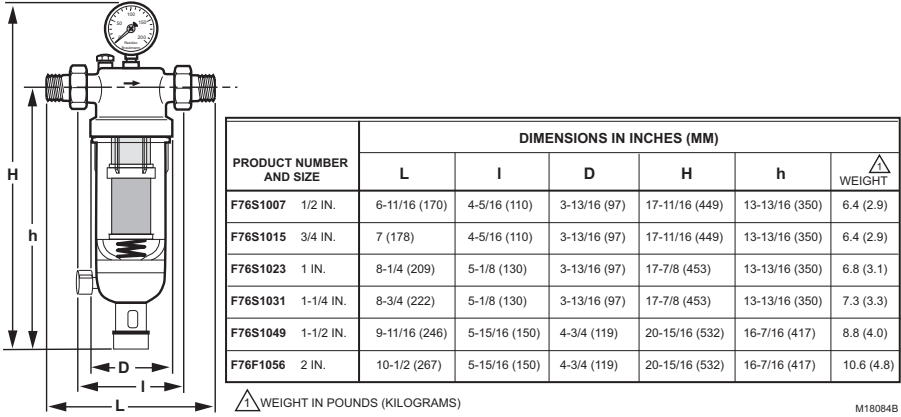 50
100
150
0
200
H
h
D
l
L
DIMENSIONS IN INCHES (MM)
PRODUCT NUMBER AND SIZE L l D H h 1 WEIGHT
F76S1007 1/2 IN. 6-11/16 (170) 4-5/16 (110) 3-13/16 (97) 17-11/16 (449) 13-13/16 (350) 6.4 (2.9)
F76S1015 3/4 IN. 7 (178) 4-5/16 (110) 3-13/16 (97) 17-11/16 (449) 13-13/16 (350) 6.4 (2.9)
F76S1023 1 IN. 8-1/4 (209) 5-1/8 (130) 3-13/16 (97) 17-7/8 (453) 13-13/16 (350) 6.8 (3.1)
F76S1031 1-1/4 IN. 8-3/4 (222) 5-1/8 (130) 3-13/16 (97) 17-7/8 (453) 13-13/16 (350) 7.3 (3.3)
F76S1049 1-1/2 IN. 9-11/16 (246) 5-15/16 (150) 4-3/4 (119) 20-15/16 (532) 16-7/16 (417) 8.8 (4.0)
F76F1056 2 IN. 10-1/2 (267) 5-15/16 (150) 4-3/4 (119) 20-15/16 (532) 16-7/16 (417) 10.6 (4.8)
1 WEIGHT IN POUNDS (KILOGRAMS)
M18084B